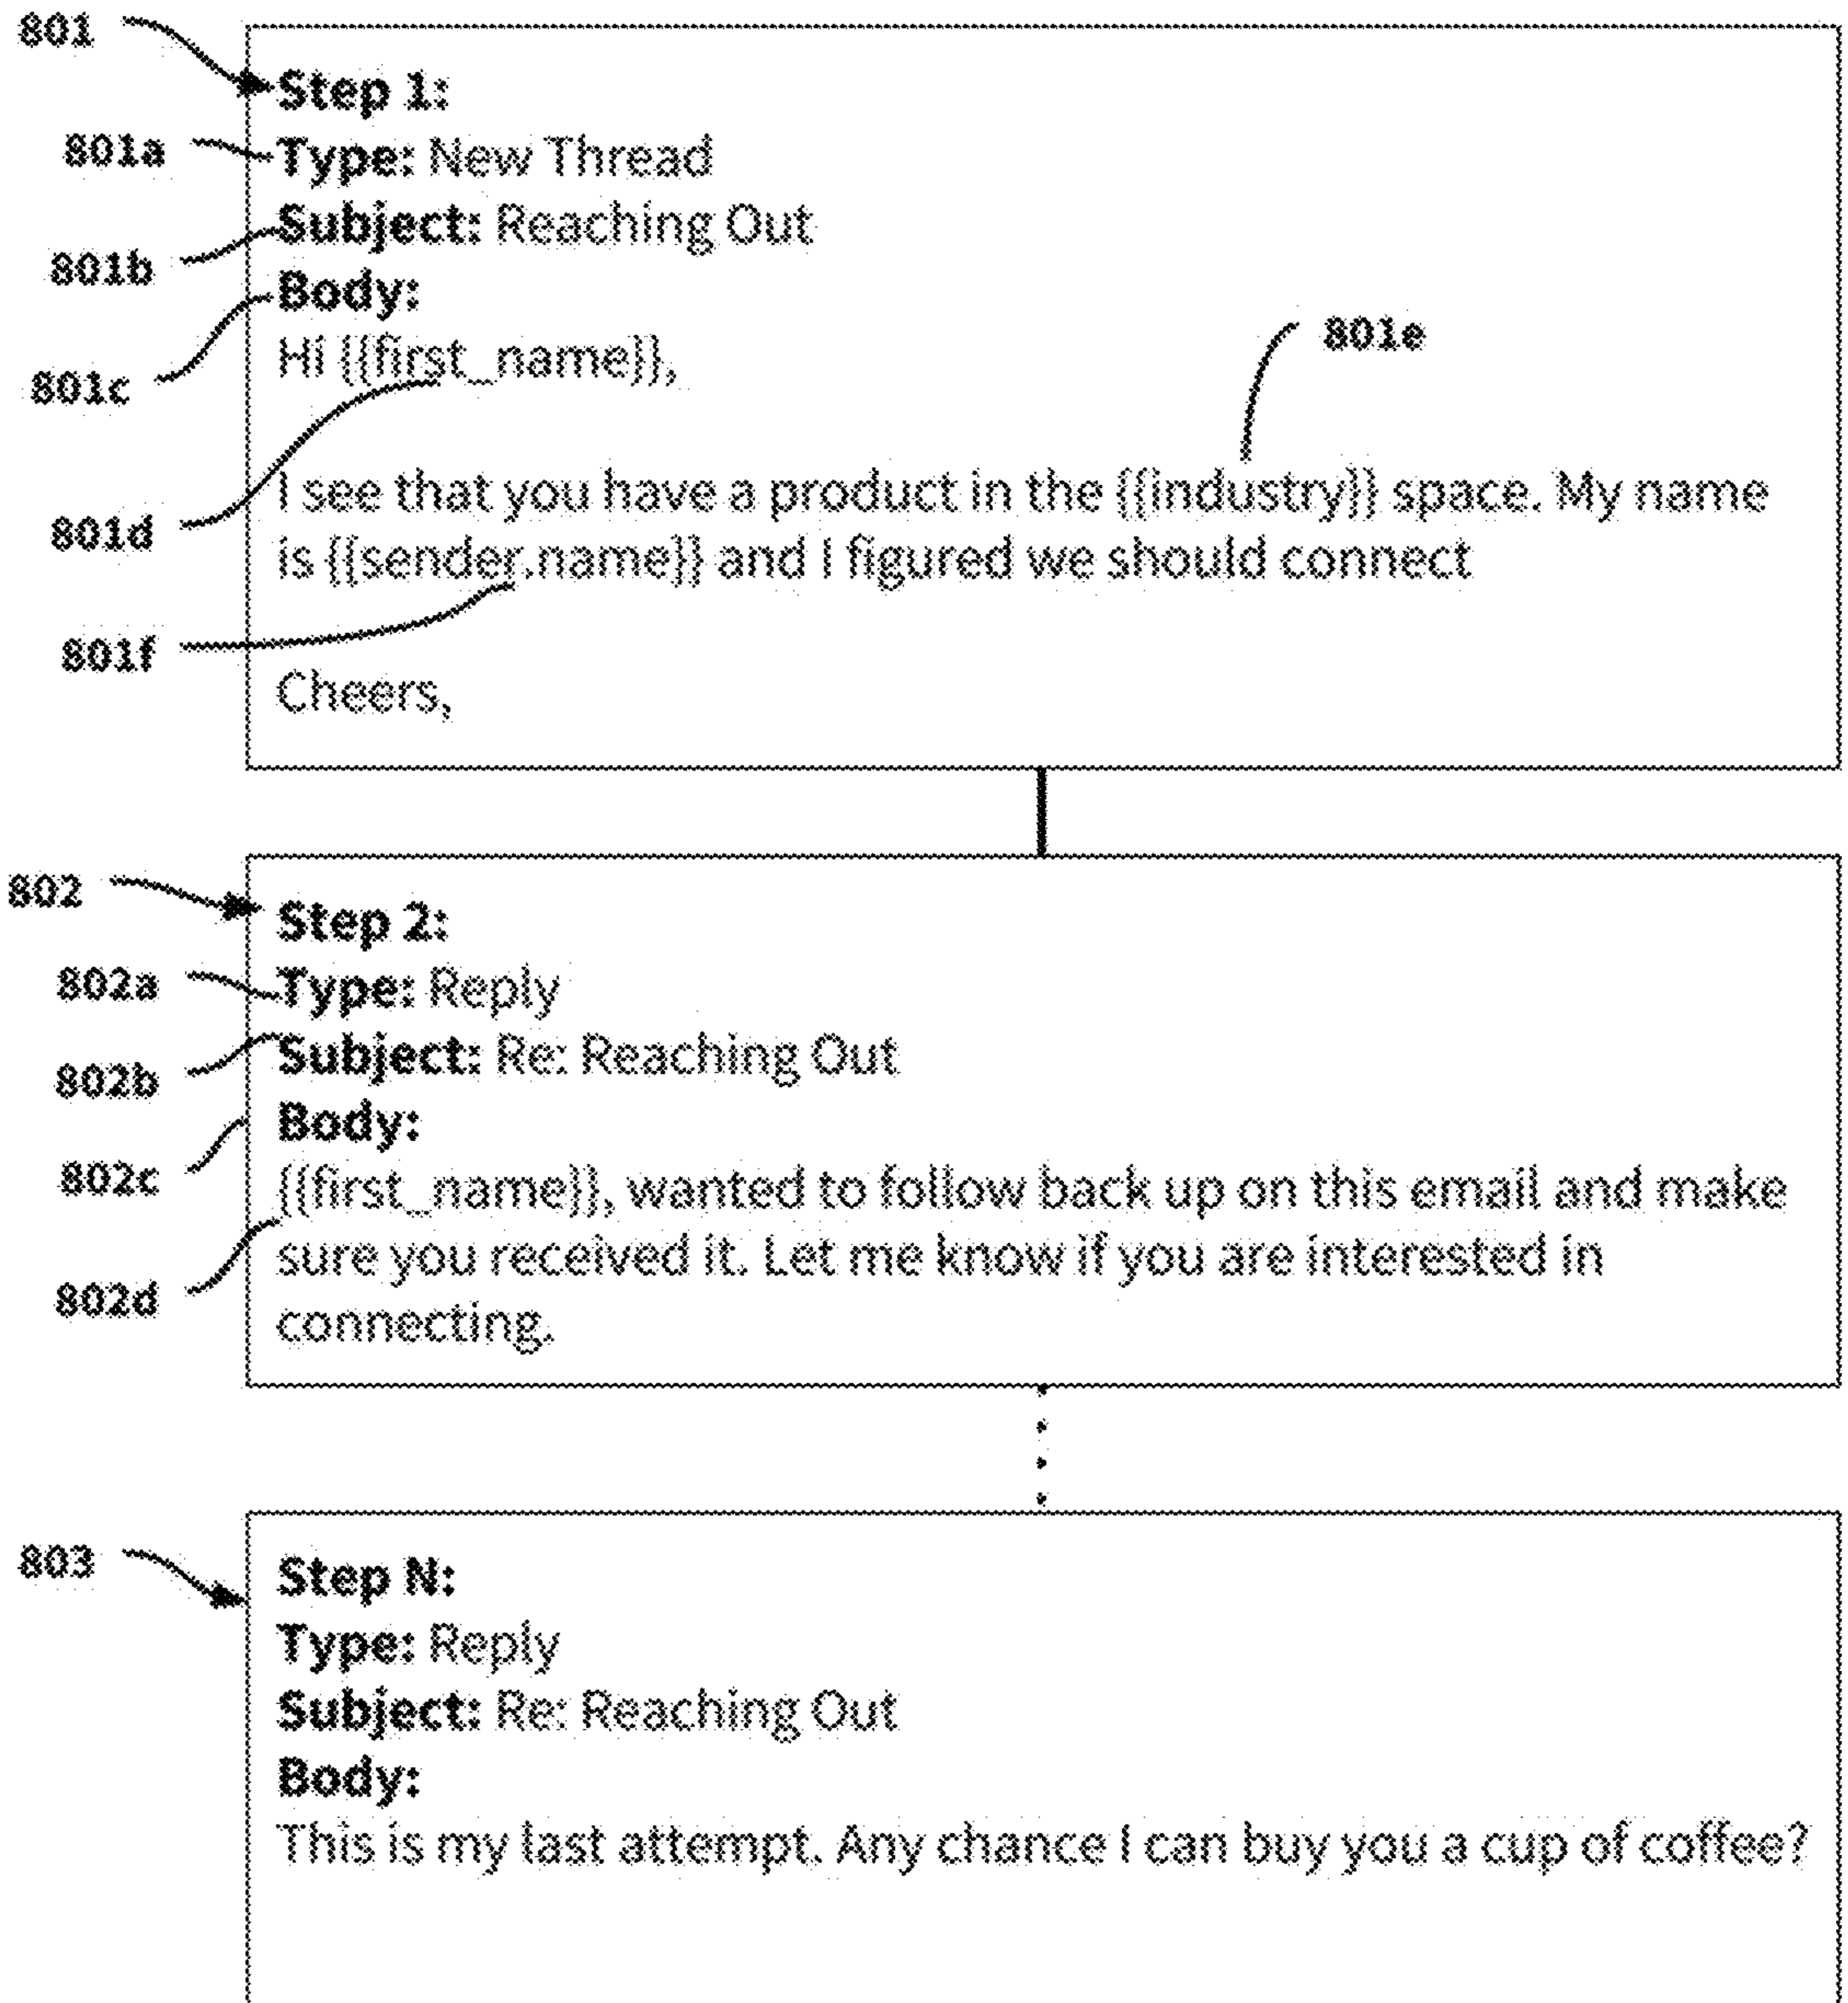 801
Step 1:
801a
Type: New Thread
Subject: Reaching Out
801b
Body:
801e
Hi {{first_name}},
801c
I see that you have a product in the {{industry}} space. My name
801d
is {{sender.name}} and I figured we should connect
801f
Cheers,
802
Step 2:
802a
Type: Reply
Subject: Re: Reaching Out
802b
Body:
802c
{{first_name}}, wanted to follow back up on this email and make
sure you received it. Let me know if you are interested in
802d
connecting.
803
Step N:
Type: Reply
Subject: Re: Reaching Out
Body:
This is my last attempt. Any chance I can buy you a cup of coffee?